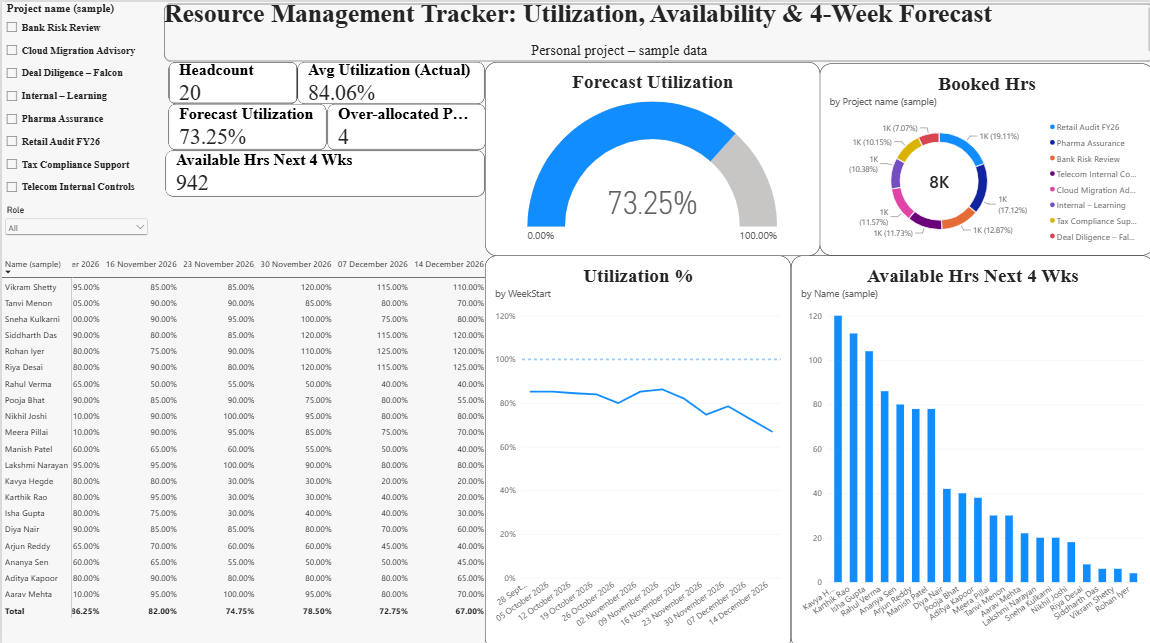 Resource Management Tracker: Utilization, Availability & 4-Week Forecast
Personal project – sample data
Project name (sample)
Bank Risk Review
Cloud Migration Advisory
Deal Diligence – Falcon
Internal – Learning
Pharma Assurance
Retail Audit FY26
Tax Compliance Support
Telecom Internal Controls
Role
All
Headcount
20
Avg Utilization (Actual)
84.06%
Forecast Utilization
73.25%
Over-allocated P...
4
Available Hrs Next 4 Wks
942
Forecast Utilization
73.25%
0.00% 100.00%
Booked Hrs
by Project name (sample)
1K (19.11%)
1K
(17.12%)
1K (12.87%)
1K (11.73%)
1K
(11.57%)
1K
(10.38%)
1K (10.15%)
1K (7.07%)
8K
Retail Audit FY26
Pharma Assurance
Bank Risk Review
Telecom Internal Co...
Cloud Migration Ad...
Internal – Learning
Tax Compliance Sup...
Deal Diligence – Fal...
Name (sample) er 2026 16 November 2026 23 November 2026 30 November 2026 07 December 2026 14 December 2026
Vikram Shetty 95.00% 85.00% 85.00% 120.00% 115.00% 110.00%
Tanvi Menon 05.00% 90.00% 90.00% 85.00% 80.00% 70.00%
Sneha Kulkarni 00.00% 90.00% 95.00% 100.00% 75.00% 80.00%
Siddharth Das 90.00% 80.00% 85.00% 120.00% 115.00% 120.00%
Rohan Iyer 80.00% 75.00% 90.00% 110.00% 125.00% 120.00%
Riya Desai 80.00% 90.00% 80.00% 120.00% 115.00% 125.00%
Rahul Verma 65.00% 50.00% 55.00% 50.00% 40.00% 40.00%
Pooja Bhat 90.00% 85.00% 90.00% 75.00% 80.00% 55.00%
Nikhil Joshi 10.00% 90.00% 100.00% 95.00% 80.00% 80.00%
Meera Pillai 10.00% 90.00% 95.00% 85.00% 75.00% 70.00%
Manish Patel 60.00% 65.00% 60.00% 55.00% 50.00% 40.00%
Lakshmi Narayan 95.00% 95.00% 100.00% 90.00% 80.00% 80.00%
Kavya Hegde 80.00% 80.00% 30.00% 30.00% 20.00% 20.00%
Karthik Rao 80.00% 95.00% 30.00% 30.00% 40.00% 20.00%
Isha Gupta 80.00% 75.00% 30.00% 40.00% 40.00% 30.00%
Diya Nair 90.00% 85.00% 85.00% 80.00% 70.00% 60.00%
Arjun Reddy 65.00% 70.00% 60.00% 60.00% 45.00% 40.00%
Ananya Sen 60.00% 65.00% 55.00% 50.00% 50.00% 45.00%
Aditya Kapoor 80.00% 90.00% 80.00% 80.00% 80.00% 65.00%
Aarav Mehta 10.00% 95.00% 100.00% 95.00% 80.00% 70.00%
Total 86.25% 82.00% 74.75% 78.50% 72.75% 67.00%
Utilization %
by WeekStart
120%
100%
80%
60%
40%
20%
0%
28 Sept...
05 October 2026
12 October 2026
19 October 2026
26 October 2026
02 November 2026
09 November 2026
16 November 2026
23 November 2026
30 November 2026
07 December 2026
14 December 2026
Available Hrs Next 4 Wks
by Name (sample)
120
100
80
60
40
20
0
Kavya H...
Karthik Rao
Isha Gupta
Rahul Verma
Ananya Sen
Arjun Reddy
Manish Patel
Diya Nair
Pooja Bhat
Aditya Kapoor
Meera Pillai
Tanvi Menon
Aarav Mehta
Lakshmi Narayan
Sneha Kulkarni
Nikhil Joshi
Riya Desai
Siddharth Das
Vikram Shetty
Rohan Iyer